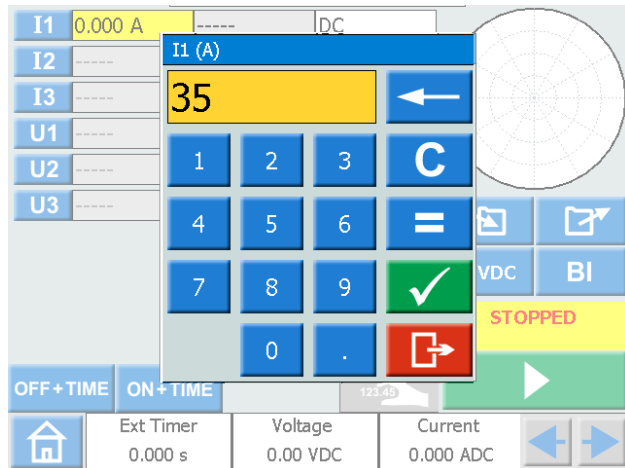 I1 0.000 A ----- DC
I1 (A)
I2 -----
35
I3 -----
U1 -----
1 2 3 C
U2 -----
U3 -----
4 5 6 =
7 8 9
VDC BI
STOPPED
0 .
OFF+TIME ON+TIME 123.45
Ext Timer Voltage Current
0.000 s 0.00 VDC 0.000 ADC